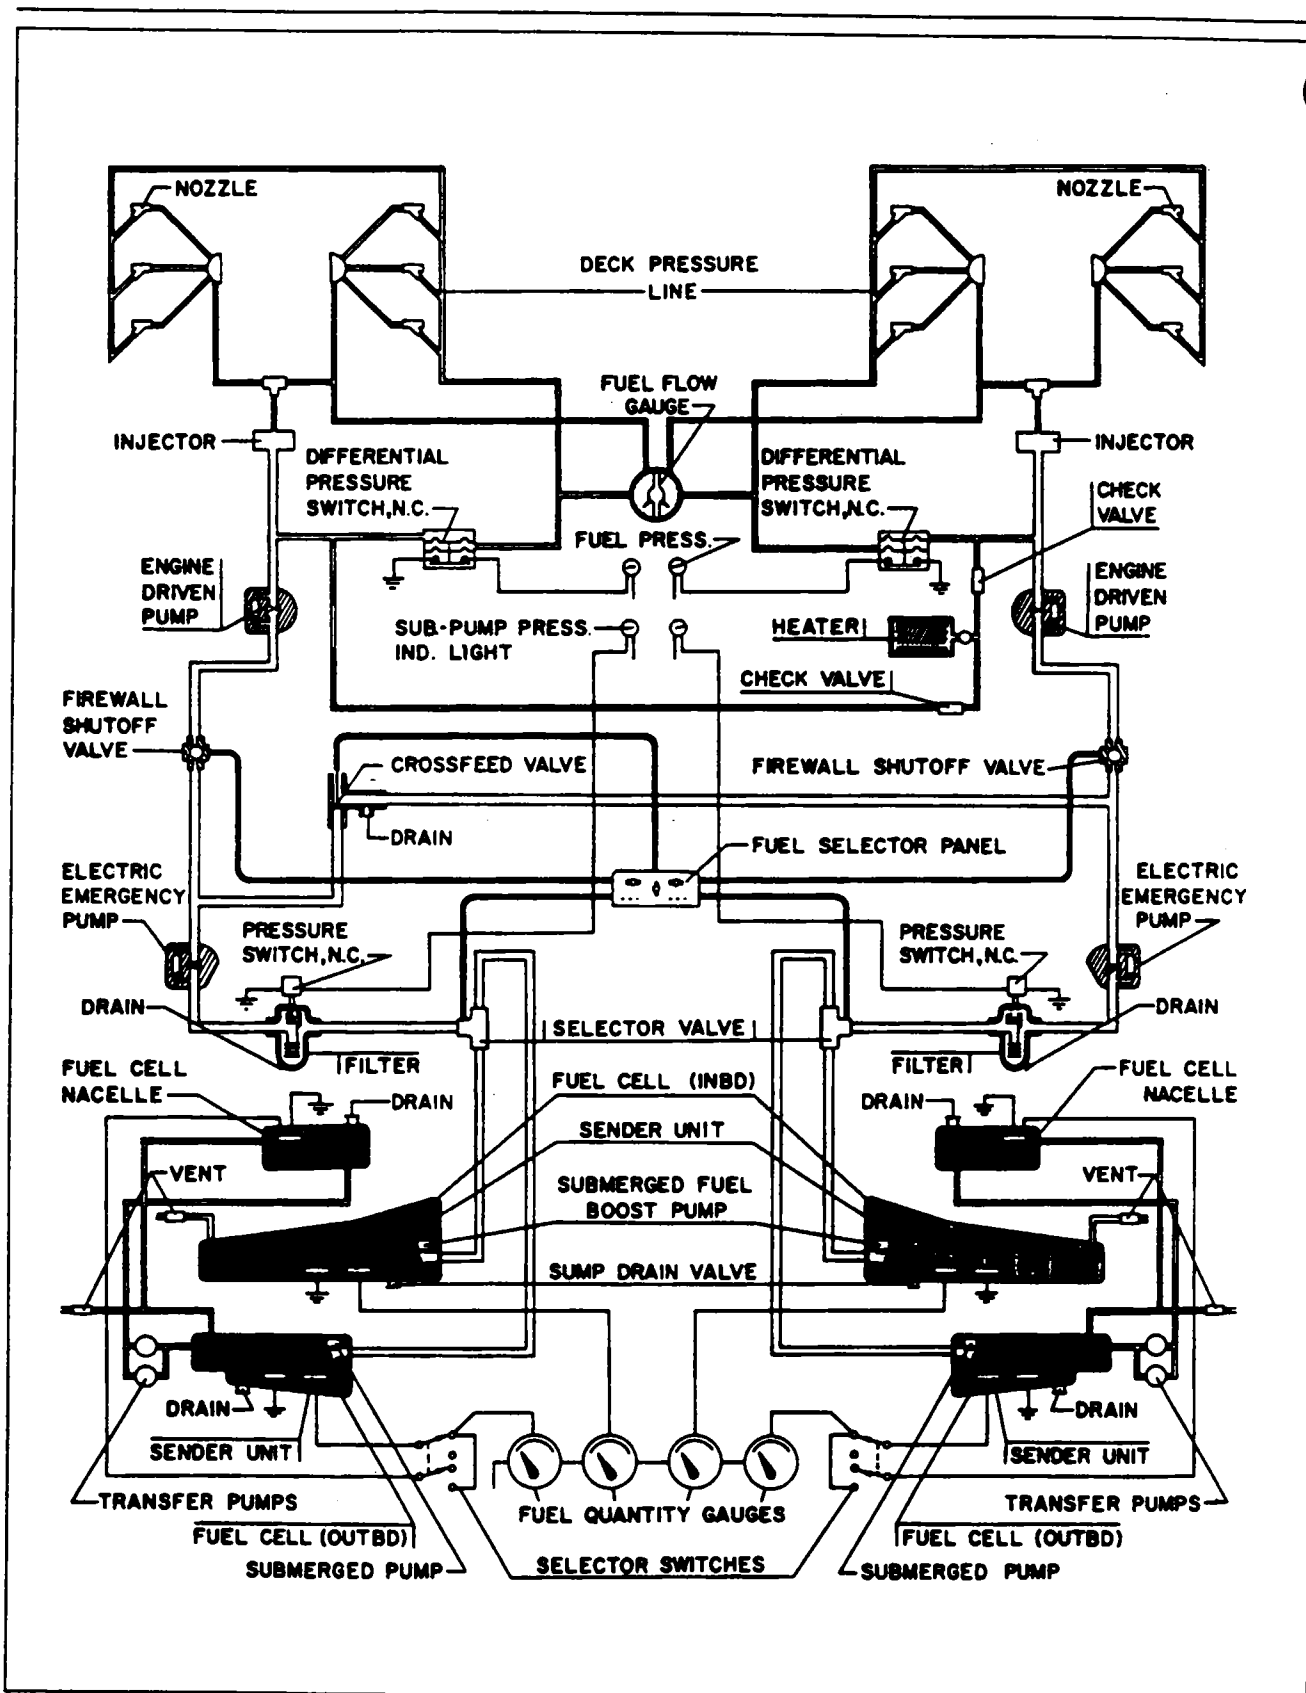 NOZZLE
NOZZLE
DECK PRESSURE
LINE
FUEL FLOW
GAUGE
INJECTOR
INJECTOR
DIFFERENTIAL
PRESSURE
SWITCH,N.C.
DIFFERENTIAL
PRESSURE
SWITCH,N.C.
CHECK
VALVE
FUEL PRESS.
ENGINE
DRIVEN
PUMP
ENGINE
DRIVEN
PUMP
SUB-PUMP PRESS.
IND. LIGHT
HEATER
CHECK VALVE
FIREWALL
SHUTOFF
VALVE
CROSSFEED VALVE
FIREWALL SHUTOFF VALVE
DRAIN
FUEL SELECTOR PANEL
ELECTRIC
EMERGENCY
PUMP
ELECTRIC
EMERGENCY
PUMP
PRESSURE
SWITCH,N.C.
PRESSURE
SWITCH,N.C.
DRAIN
DRAIN
SELECTOR VALVE
FILTER
FILTER
FUEL CELL
NACELLE
FUEL CELL
NACELLE
FUEL CELL (INBD)
DRAIN
DRAIN
SENDER UNIT
VENT
VENT
SUBMERGED FUEL
BOOST PUMP
SUMP DRAIN VALVE
DRAIN
DRAIN
SENDER UNIT
SENDER UNIT
TRANSFER PUMPS
TRANSFER PUMPS
FUEL QUANTITY GAUGES
FUEL CELL (OUTBD)
FUEL CELL (OUTBD)
SELECTOR SWITCHES
SUBMERGED PUMP
SUBMERGED PUMP